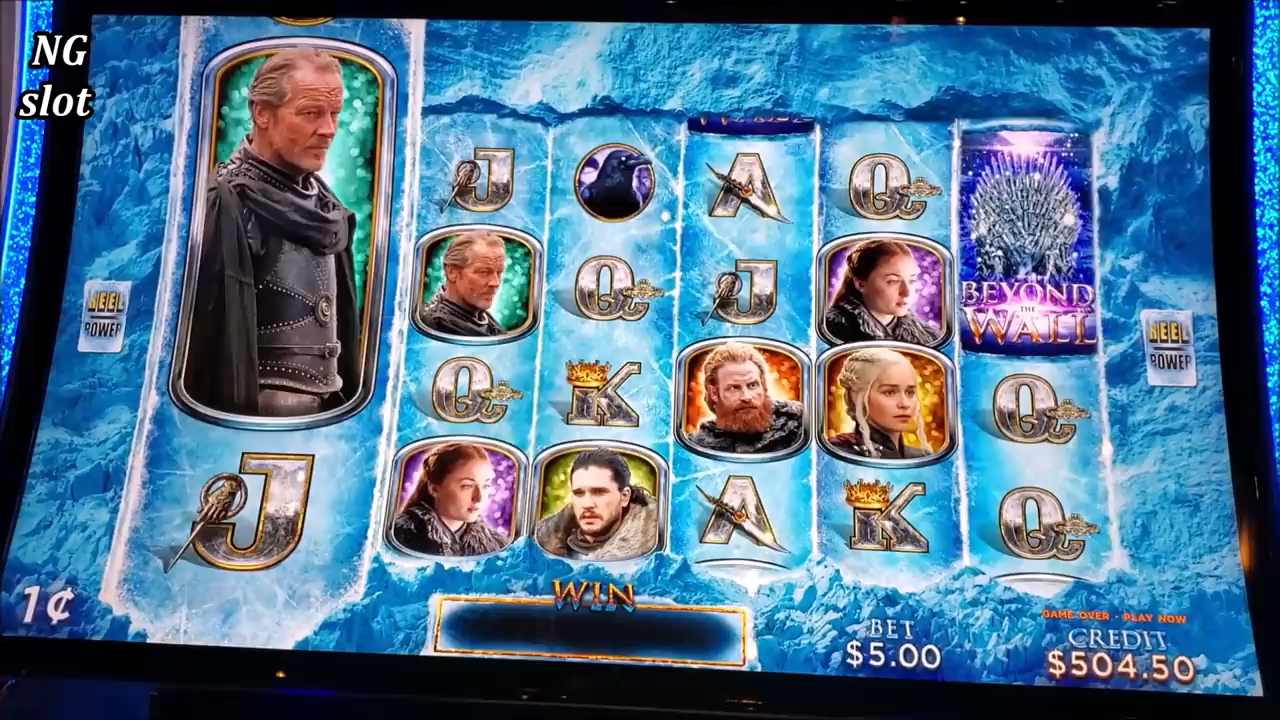 NG
slot
J
A
Q
BEYOND
THE
WALL
Q
J
REEL
POWER
REEL
POWER
Q
K
Q
J
A
K
Q
1¢
WIN
GAME OVER - PLAY NOW
BET
CREDIT
$5.00
$504.50